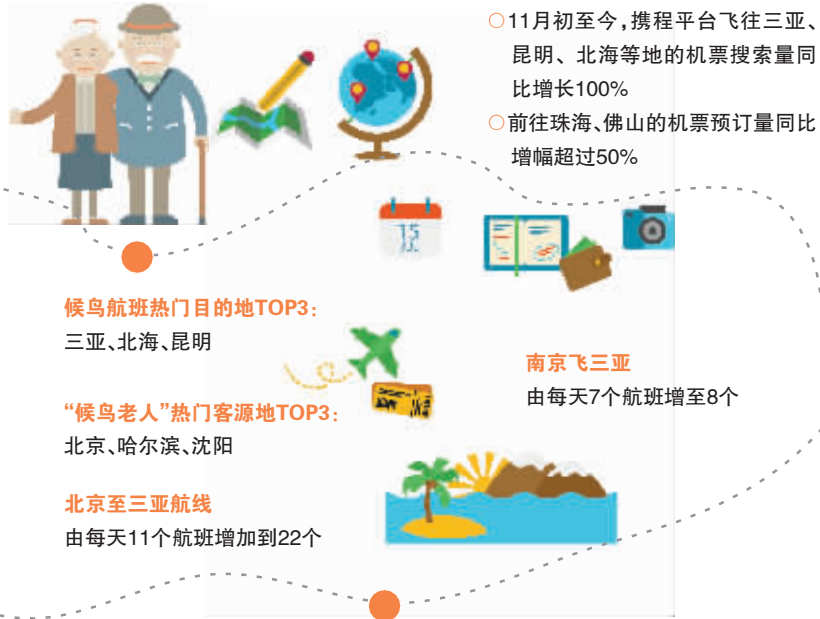 ○11月初至今,携程平台飞往三亚、
昆明、北海等地的机票搜索量同
比增长100%
○前往珠海、佛山的机票预订量同比
增幅超过50%
15
候鸟航班热门目的地TOP3:
三亚、北海、昆明
南京飞三亚
由每天7个航班增至8个
“候鸟老人”热门客源地TOP3:
北京、哈尔滨、沈阳
北京至三亚航线
由每天11个航班增加到22个